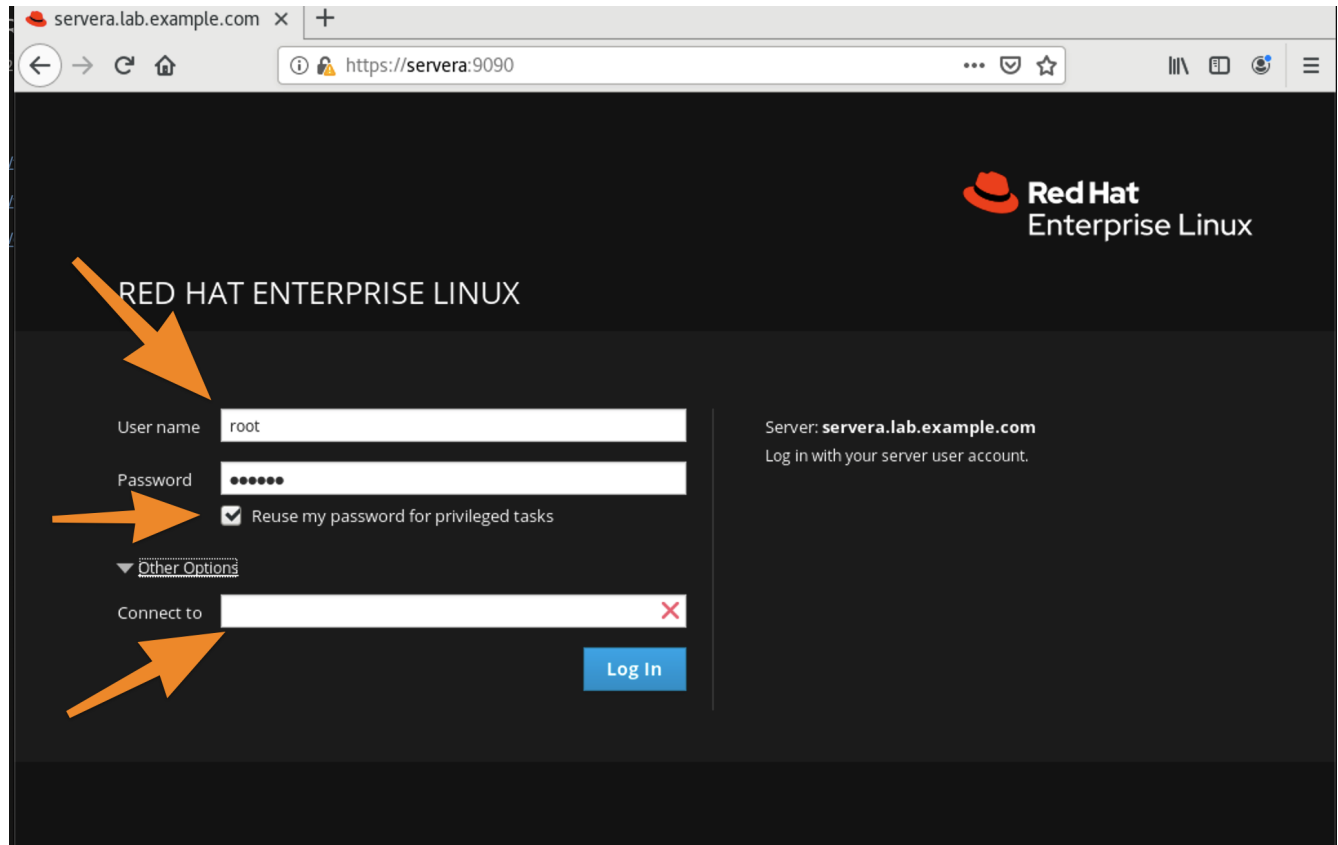 servera.lab.example.com
https://servera:9090
Red Hat
Enterprise Linux
RED HAT ENTERPRISE LINUX
User name root
Password ••••••
Reuse my password for privileged tasks
Other Options
Connect to
Log In
Server: servera.lab.example.com
Log in with your server user account.